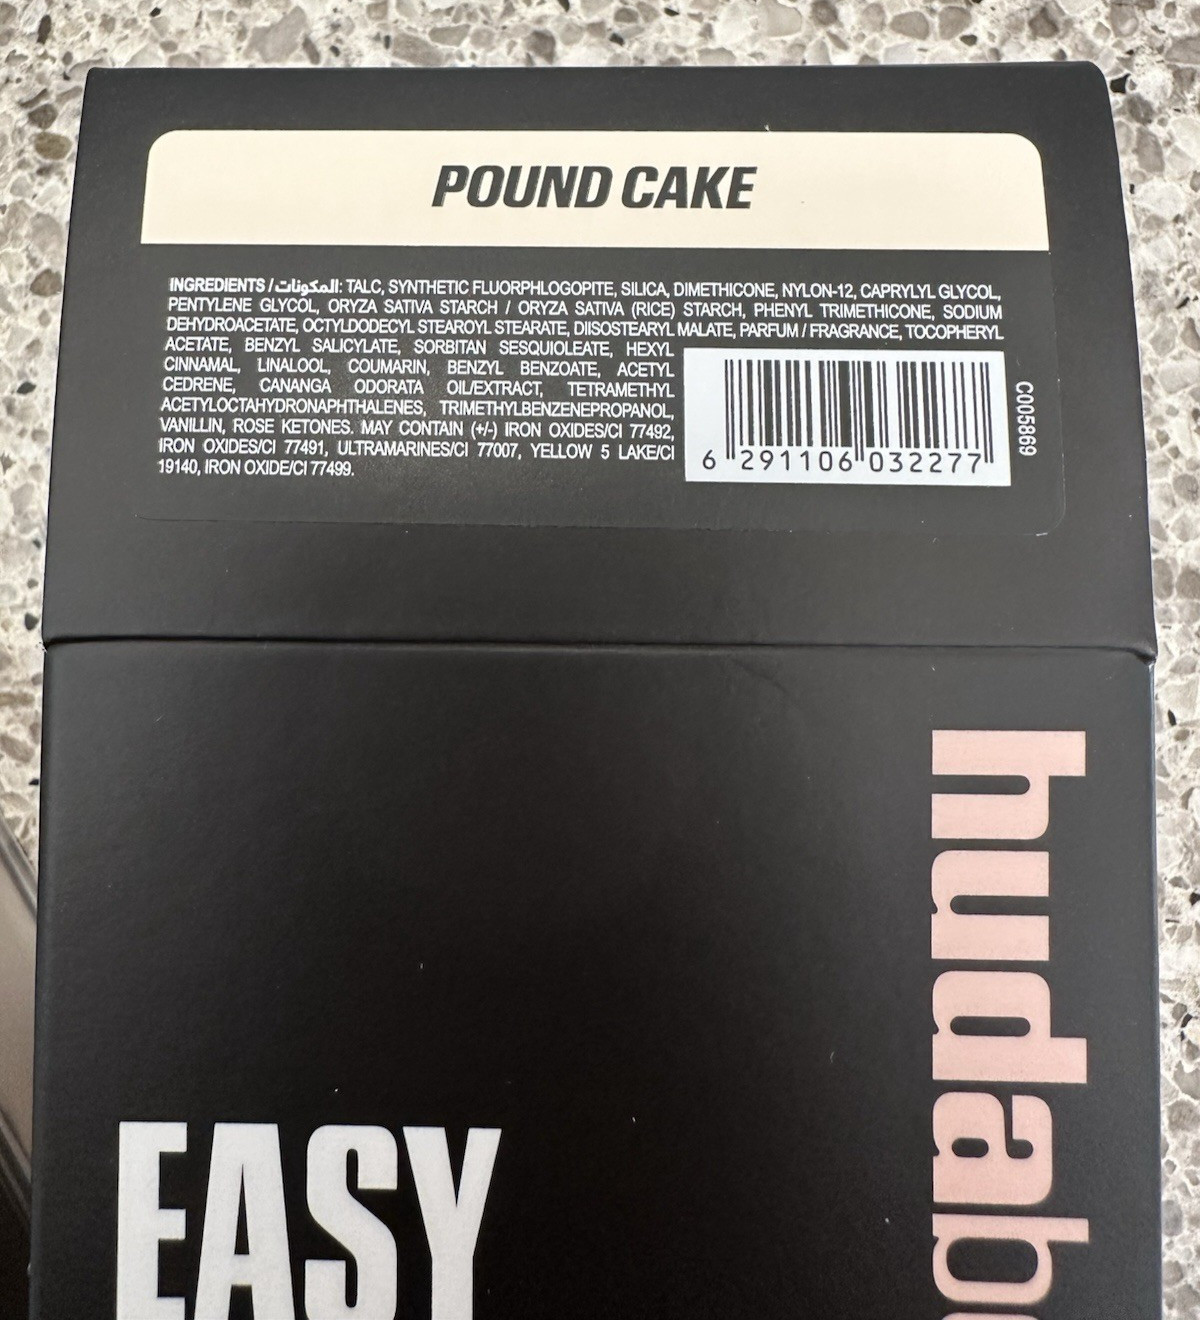 POUND CAKE
INGREDIENTS / المكونات: TALC, SYNTHETIC FLUORPHLOGOPITE, SILICA, DIMETHICONE, NYLON-12, CAPRYLYL GLYCOL,
PENTYLENE GLYCOL, ORYZA SATIVA STARCH / ORYZA SATIVA (RICE) STARCH, PHENYL TRIMETHICONE, SODIUM
DEHYDROACETATE, OCTYLDODECYL STEAROYL STEARATE, DIISOSTEARYL MALATE, PARFUM / FRAGRANCE, TOCOPHERYL
ACETATE, BENZYL SALICYLATE, SORBITAN SESQUIOLEATE, HEXYL
CINNAMAL, LINALOOL, COUMARIN, BENZYL BENZOATE, ACETYL
CEDRENE, CANANGA ODORATA OIL/EXTRACT, TETRAMETHYL
ACETYLOCTAHYDRONAPHTHALENES, TRIMETHYLBENZENEPROPANOL,
VANILLIN, ROSE KETONES. MAY CONTAIN (+/-) IRON OXIDES/CI 77492,
IRON OXIDES/CI 77491, ULTRAMARINES/CI 77007, YELLOW 5 LAKE/CI
19140, IRON OXIDE/CI 77499.
6 291106 032277
C005869
hudab
EASY